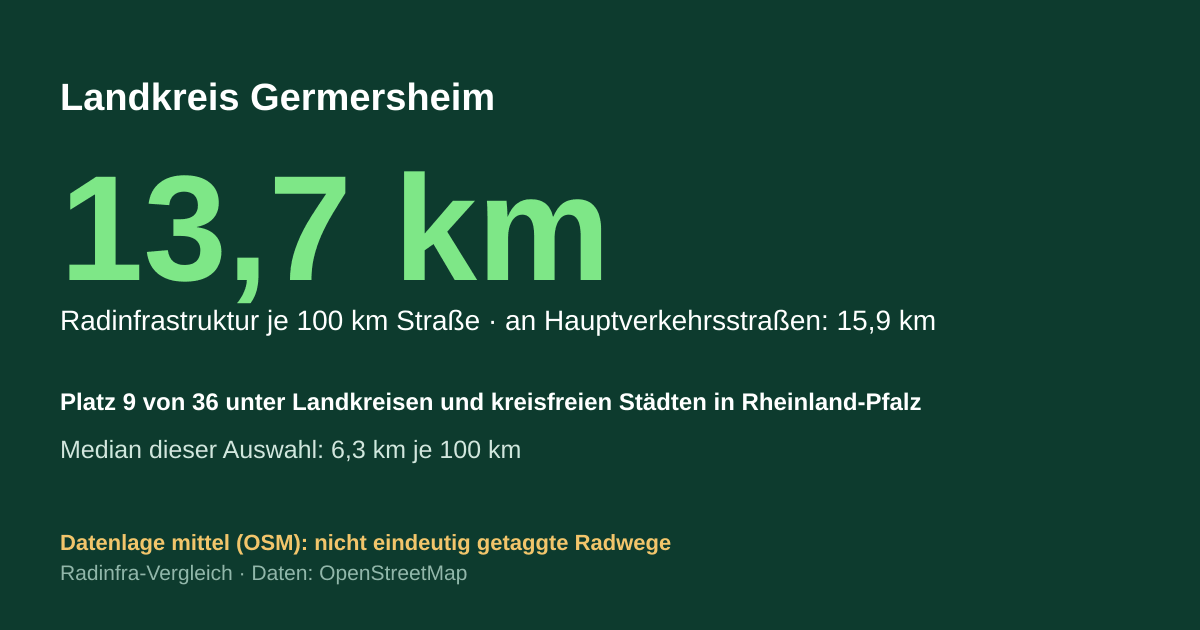 Landkreis Germersheim
13,7 km
Radinfrastruktur je 100 km Straße · an Hauptverkehrsstraßen: 15,9 km
Platz 9 von 36 unter Landkreisen und kreisfreien Städten in Rheinland-Pfalz
Median dieser Auswahl: 6,3 km je 100 km
Datenlage mittel (OSM): nicht eindeutig getaggte Radwege
Radinfra-Vergleich · Daten: OpenStreetMap